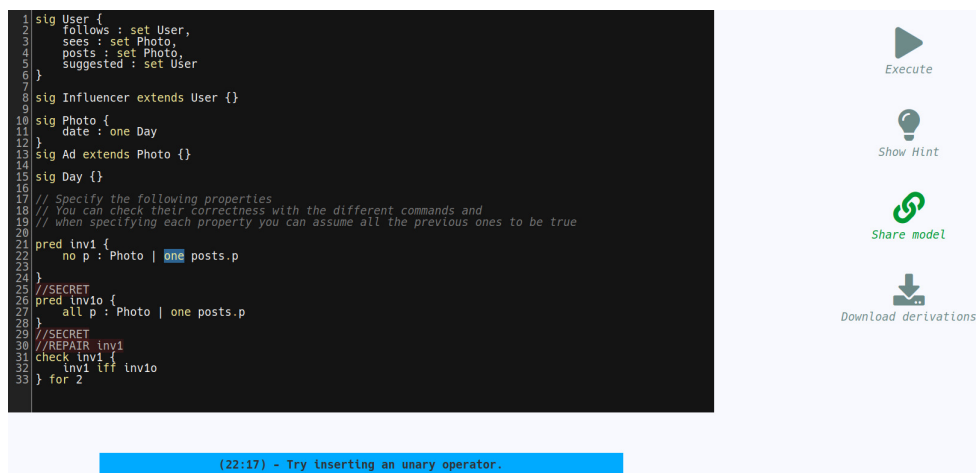 1 sig User {
2     follows : set User,
3     sees : set Photo,
4     posts : set Photo,
5     suggested : set User
6 }
7
8 sig Influencer extends User {}
9
10 sig Photo {
11     date : one Day
12 }
13 sig Ad extends Photo {}
14
15 sig Day {}
16
17 // Specify the following properties
18 // You can check their correctness with the different commands and
19 // when specifying each property you can assume all the previous ones to be true
20
21 pred inv1 {
22     no p : Photo | one posts.p
23
24 }
25 //SECRET
26 pred inv1o {
27     all p : Photo | one posts.p
28 }
29 //SECRET
30 //REPAIR inv1
31 check inv1 {
32     inv1 iff inv1o
33 } for 2
Execute
Show Hint
Share model
Download derivations
(22:17) - Try inserting an unary operator.